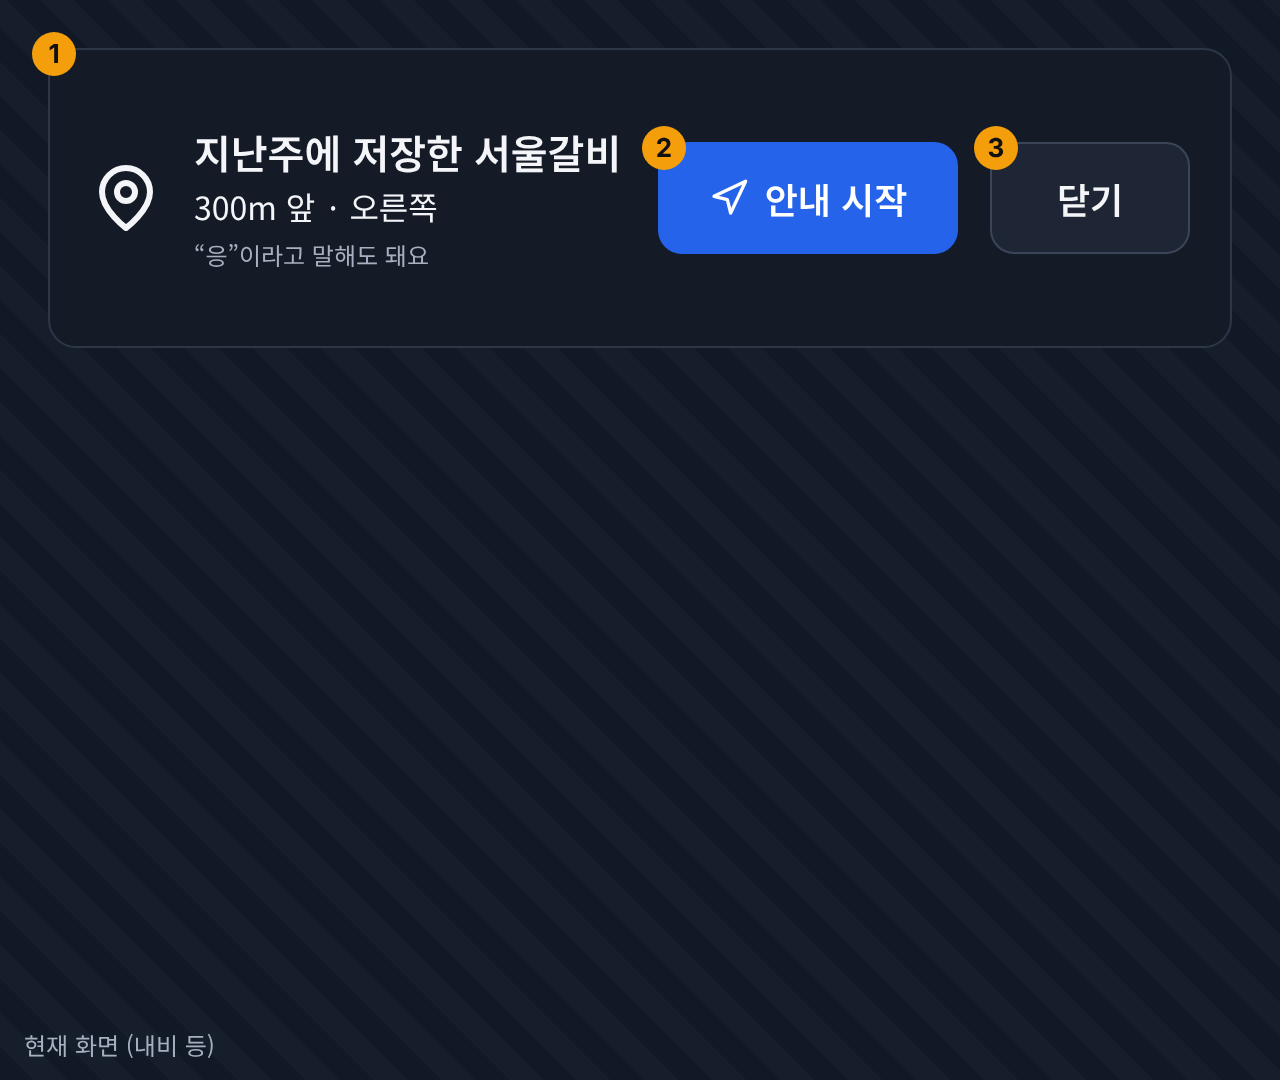 1
지난주에 저장한 서울갈비
300m 앞 · 오른쪽
“응”이라고 말해도 돼요
2
안내 시작
3
닫기
현재 화면 (내비 등)